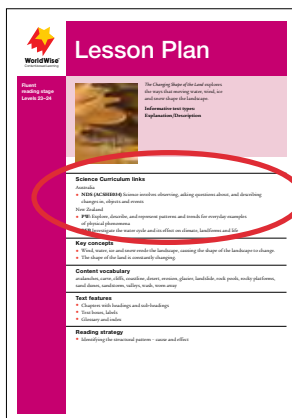 WorldWise™
Content-based Learning
Lesson Plan
Fluent
reading stage
Levels 23–24
The Changing Shape of the Land explores
the ways that moving water, wind, ice
and snow shape the landscape.
Informative text types:
Explanation/Description
Science Curriculum links
Australia
• NDS (ACSHE034) Science involves observing, asking questions about, and describing
changes in, objects and events
New Zealand
• PW: Explore, describe, and represent patterns and trends for everyday examples
of physical phenomena
Investigate the water cycle and its effect on climate, landforms and life
Key concepts
• Wind, water, ice and snow erode the landscape, causing the shape of the landscape to change
• The shape of the land is constantly changing
Content vocabulary
avalanches, carve, cliffs, coastline, desert, erosion, glacier, landslide, rock pools, rocky platforms,
sand dunes, sandstorms, valleys, wash, worn away
Text features
• Chapters with headings and sub-headings
• Text boxes, labels
• Glossary and index
Reading strategy
• Identifying the structural pattern – cause and effect